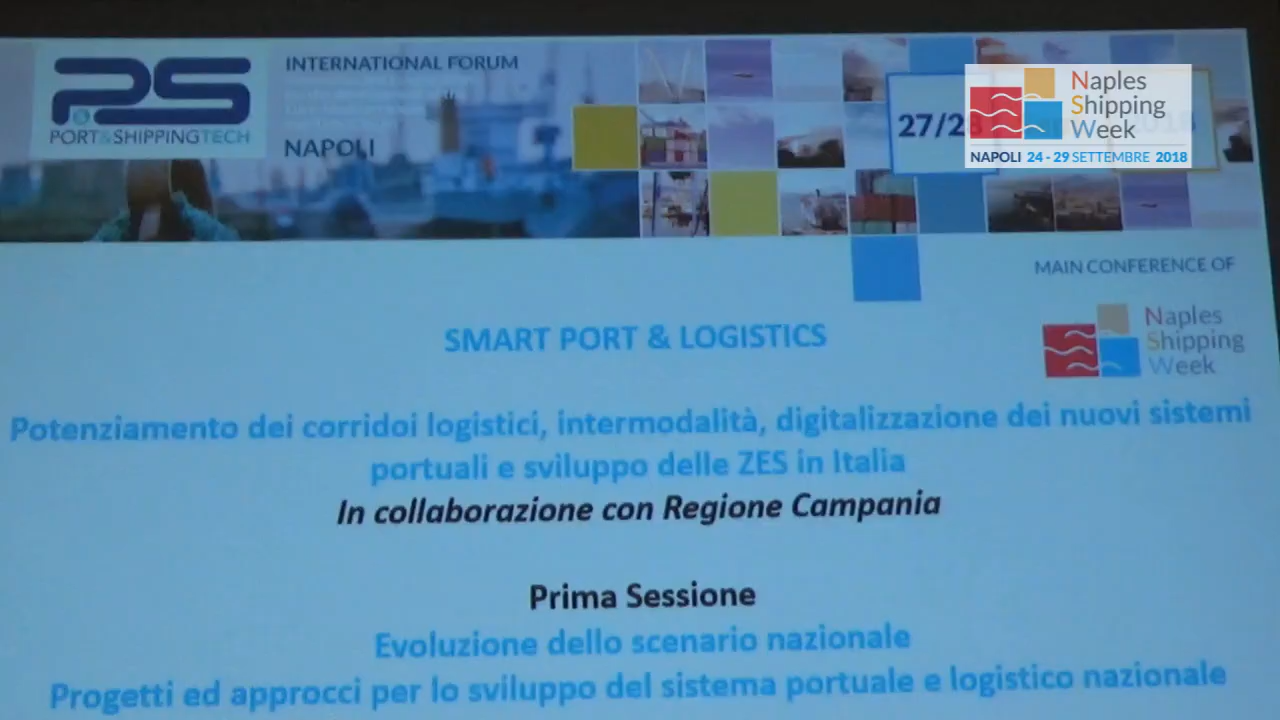 P&S
PORT&SHIPPINGTECH
INTERNATIONAL FORUM
NAPOLI
27/28
Naples
Shipping
Week
NAPOLI 24 - 29 SETTEMBRE 2018
MAIN CONFERENCE OF
Naples
Shipping
Week
SMART PORT & LOGISTICS
Potenziamento dei corridoi logistici, intermodalità, digitalizzazione dei nuovi sistemi
portuali e sviluppo delle ZES in Italia
In collaborazione con Regione Campania
Prima Sessione
Evoluzione dello scenario nazionale
Progetti ed approcci per lo sviluppo del sistema portuale e logistico nazionale